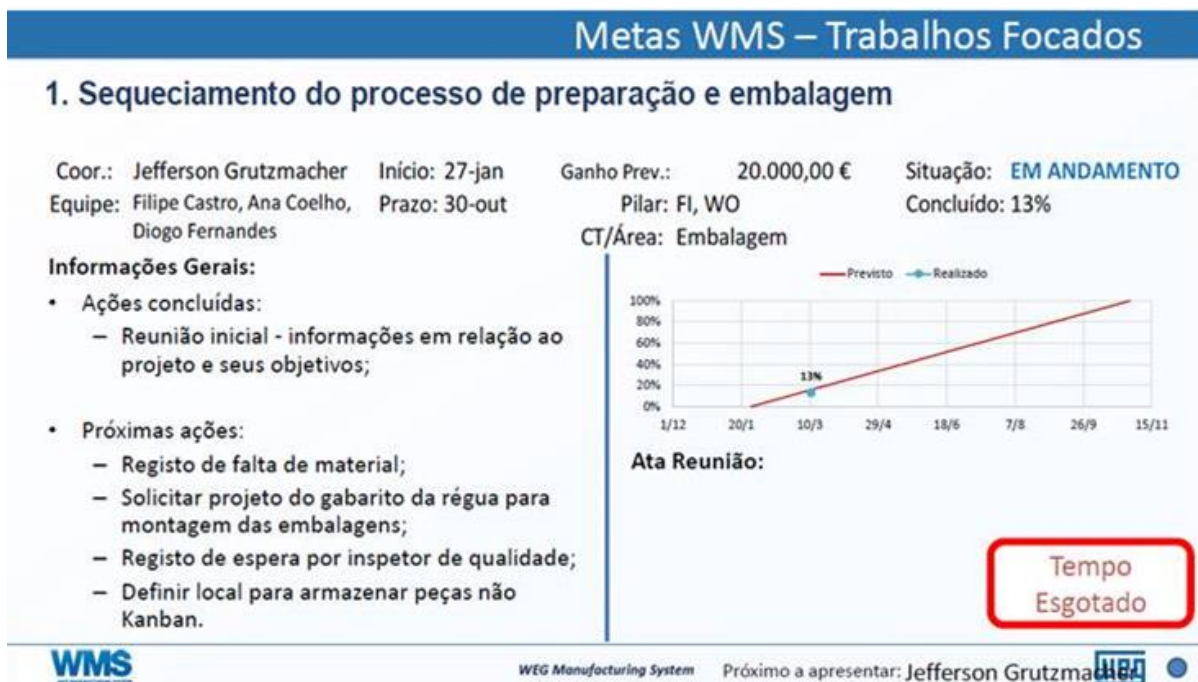 Metas WMS – Trabalhos Focados
1. Sequeciamento do processo de preparação e embalagem
Coor.: Jefferson Grutzmacher Início: 27-jan Ganho Prev.: 20.000,00 € Situação: EM ANDAMENTO
Equipe: Filipe Castro, Ana Coelho, Prazo: 30-out Pilar: FI, WO Concluído: 13%
Diogo Fernandes CT/Área: Embalagem
Informações Gerais:
• Ações concluídas:
– Reunião inicial - informações em relação ao
projeto e seus objetivos;
• Próximas ações:
– Registo de falta de material;
– Solicitar projeto do gabarito da régua para
montagem das embalagens;
– Registo de espera por inspetor de qualidade;
– Definir local para armazenar peças não
Kanban.
Previsto Realizado
100%
80%
60%
40%
20%
0%
13%
1/12 20/1 10/3 29/4 18/6 7/8 26/9 15/11
Ata Reunião:
Tempo
Esgotado
WMS
WEG Manufacturing System Próximo a apresentar: Jefferson Grutzmacher